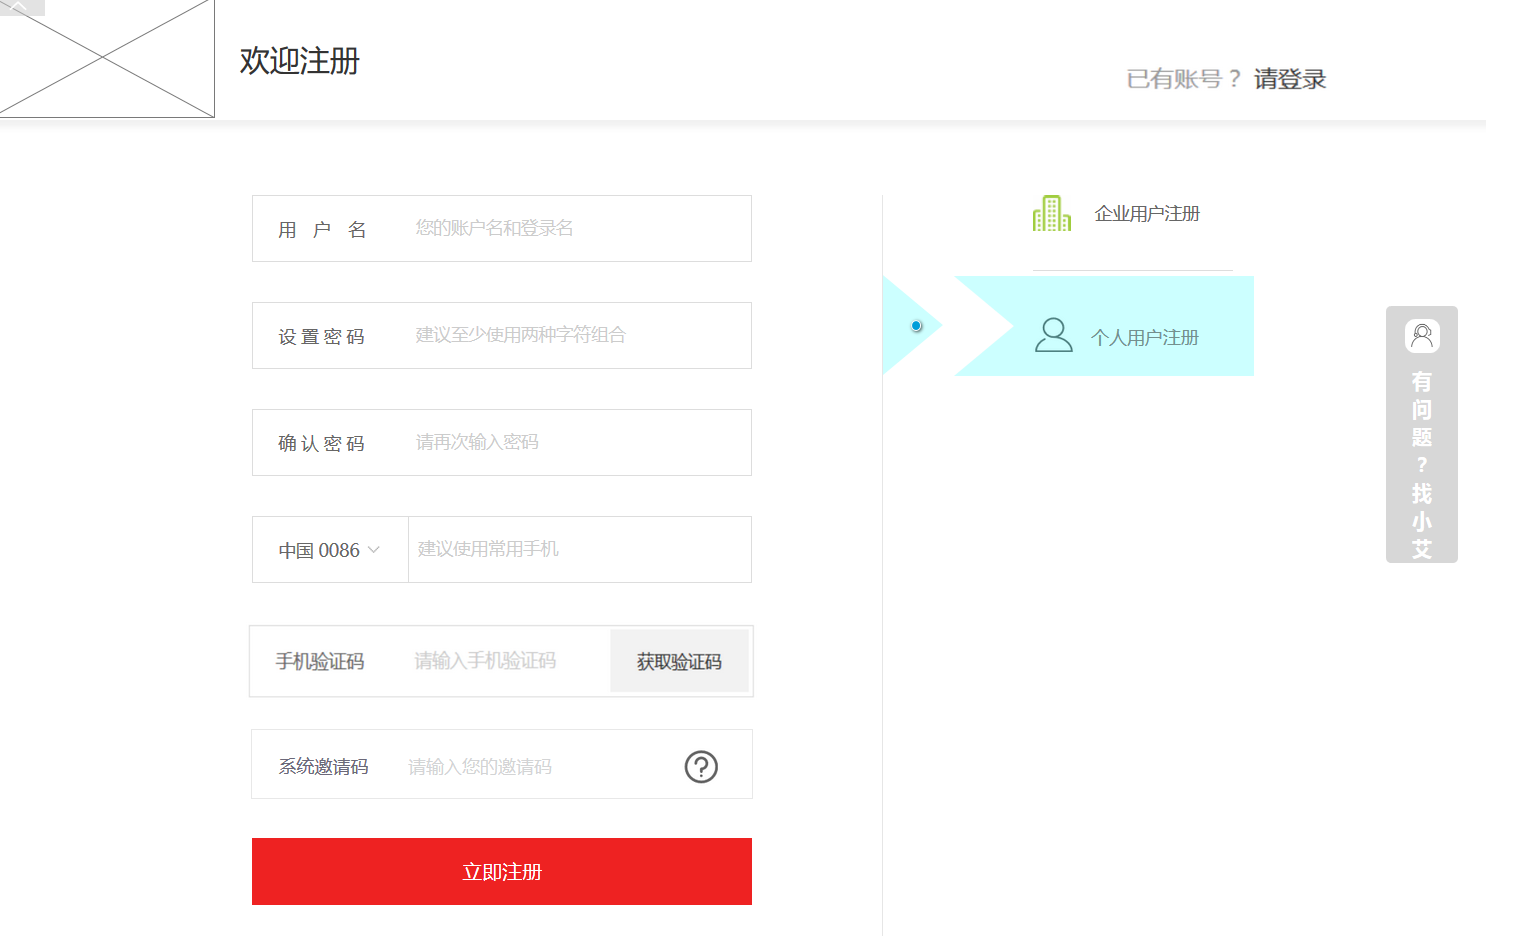 欢迎注册
已有账号？ 请登录
用 户 名 您的账户名和登录名
设置密码 建议至少使用两种字符组合
确认密码 请再次输入密码
中国 0086 建议使用常用手机
手机验证码 请输入手机验证码 获取验证码
系统邀请码 请输入您的邀请码
立即注册
企业用户注册
个人用户注册
有
问
题
?
找
小
艾